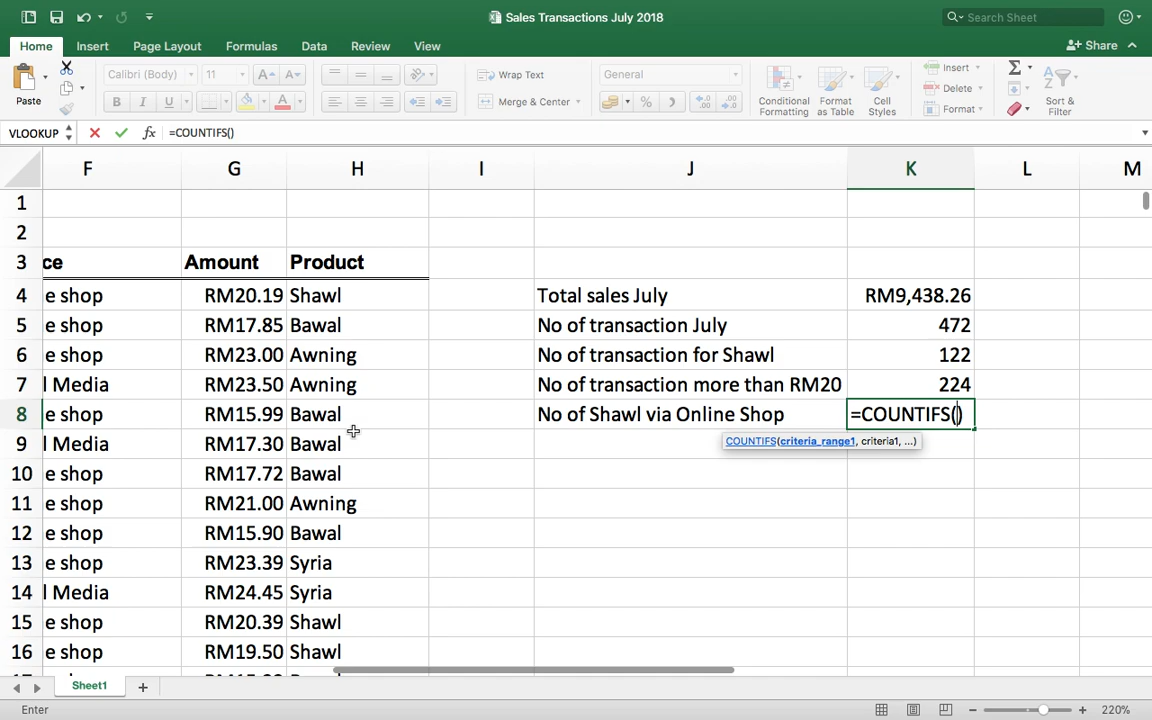 Sales Transactions July 2018
Search Sheet
Home Insert Page Layout Formulas Data Review View Share
Paste
Calibri (Body) 11
A A
Wrap Text
General
Conditional Formatting
Format as Table
Cell Styles
Insert
Delete
Format
Sort & Filter
B I U
A
Merge & Center
%
VLOOKUP fx =COUNTIFS()
F G H I J K L M
1
2
3 ce Amount Product
4 e shop RM20.19 Shawl Total sales July RM9,438.26
5 e shop RM17.85 Bawal No of transaction July 472
6 e shop RM23.00 Awning No of transaction for Shawl 122
7 l Media RM23.50 Awning No of transaction more than RM20 224
8 e shop RM15.99 Bawal No of Shawl via Online Shop =COUNTIFS()
COUNTIFS(criteria_range1, criteria1, ...)
9 l Media RM17.30 Bawal
10 e shop RM17.72 Bawal
11 e shop RM21.00 Awning
12 e shop RM15.90 Bawal
13 e shop RM23.39 Syria
14 l Media RM24.45 Syria
15 e shop RM20.39 Shawl
16 e shop RM19.50 Shawl
Sheet1
Enter 220%